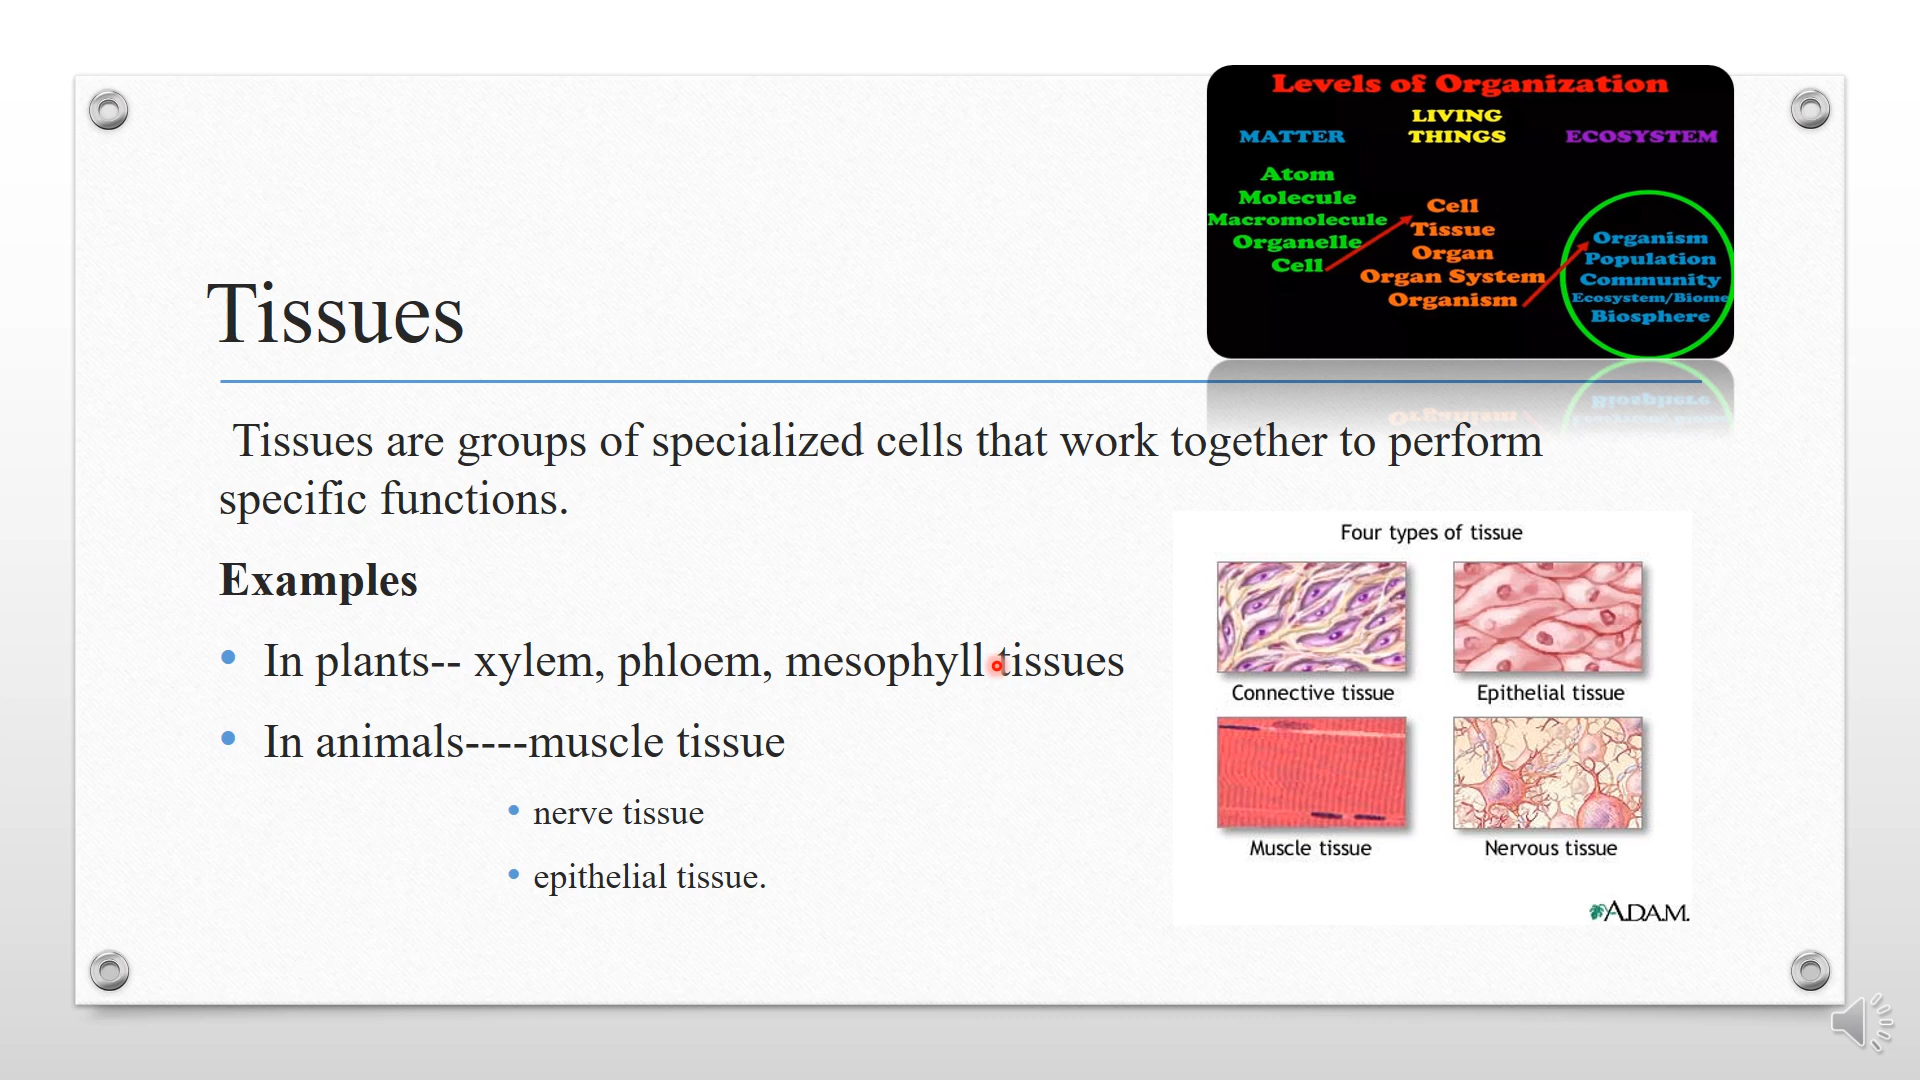 Levels of Organization
MATTER
Atom
Molecule
Macromolecule
Organelle
Cell
LIVING
THINGS
Cell
Tissue
Organ
Organ System
Organism
ECOSYSTEM
Organism
Population
Community
Ecosystem/Biome
Biosphere
Tissues
Tissues are groups of specialized cells that work together to perform
specific functions.
Examples
• In plants-- xylem, phloem, mesophyll tissues
• In animals----muscle tissue
• nerve tissue
• epithelial tissue.
Four types of tissue
Connective tissue
Epithelial tissue
Muscle tissue
Nervous tissue
A.D.A.M.